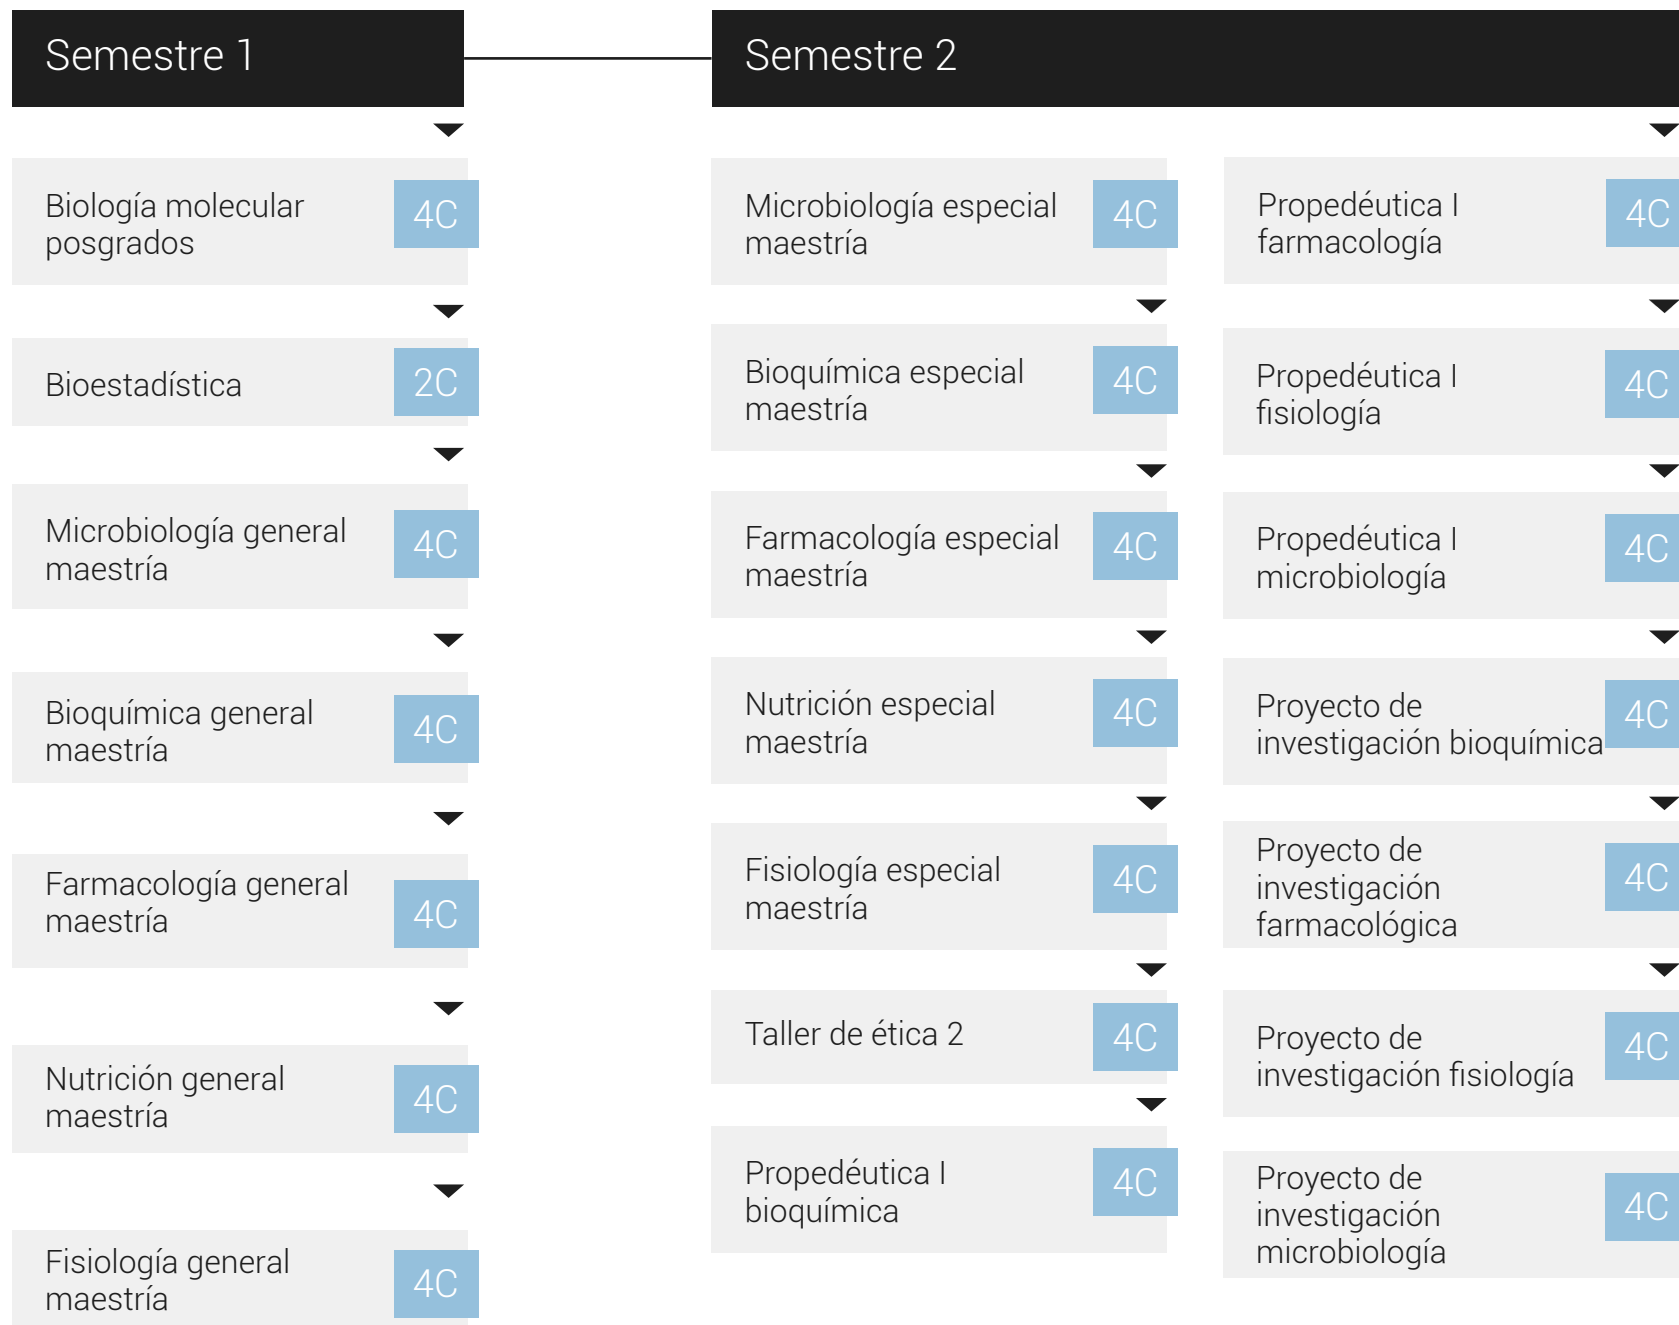 Semestre 1
Biología molecular
posgrados
4C
Bioestadística
2C
Microbiología general
maestría
4C
Bioquímica general
maestría
4C
Farmacología general
maestría
4C
Nutrición general
maestría
4C
Fisiología general
maestría
4C
Semestre 2
Microbiología especial
maestría
4C
Bioquímica especial
maestría
4C
Farmacología especial
maestría
4C
Nutrición especial
maestría
4C
Fisiología especial
maestría
4C
Taller de ética 2
4C
Propedéutica I
bioquímica
4C
Propedéutica I
farmacología
4C
Propedéutica I
fisiología
4C
Propedéutica I
microbiología
4C
Proyecto de
investigación bioquímica
4C
Proyecto de
investigación
farmacológica
4C
Proyecto de
investigación fisiología
4C
Proyecto de
investigación
microbiología
4C